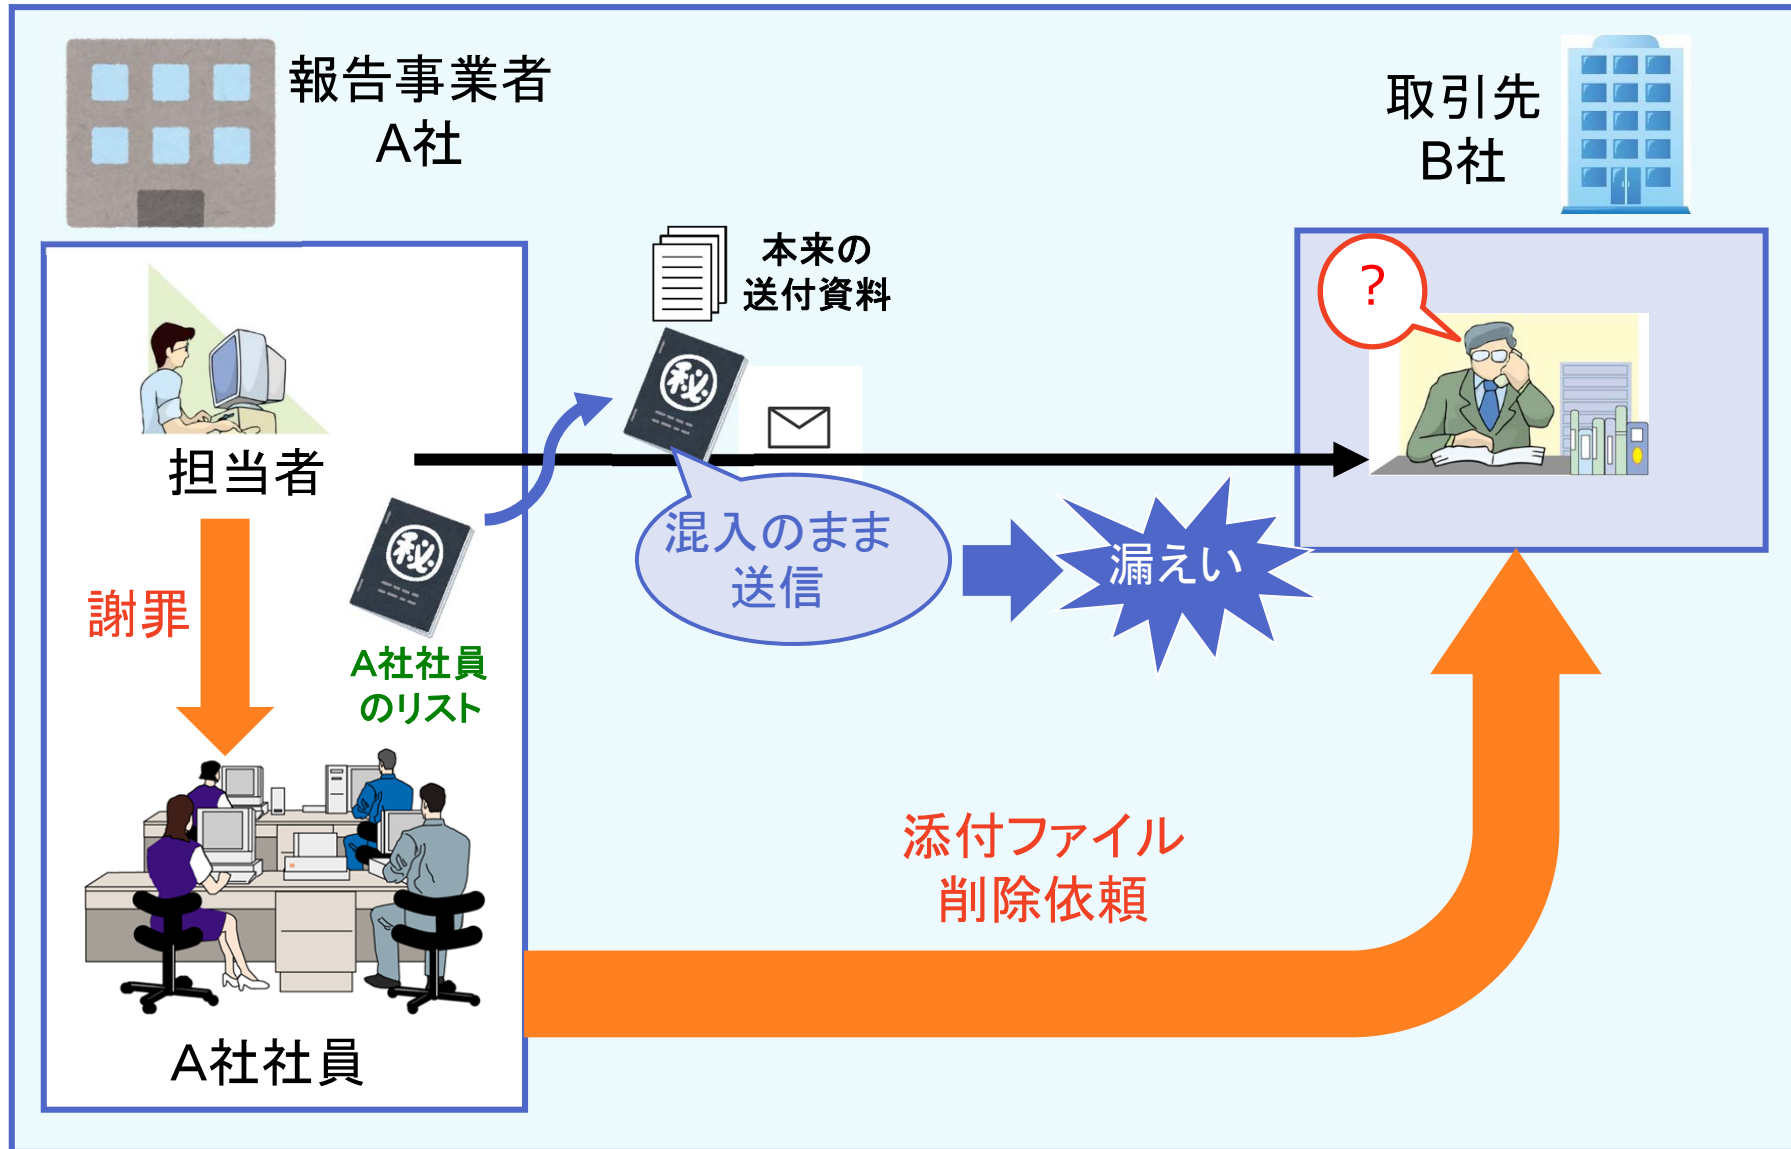 報告事業者
A社
取引先
B社
本来の
送付資料
?
秘
担当者
秘
混入のまま
送信
漏えい
謝罪
A社社員
のリスト
添付ファイル
削除依頼
A社社員